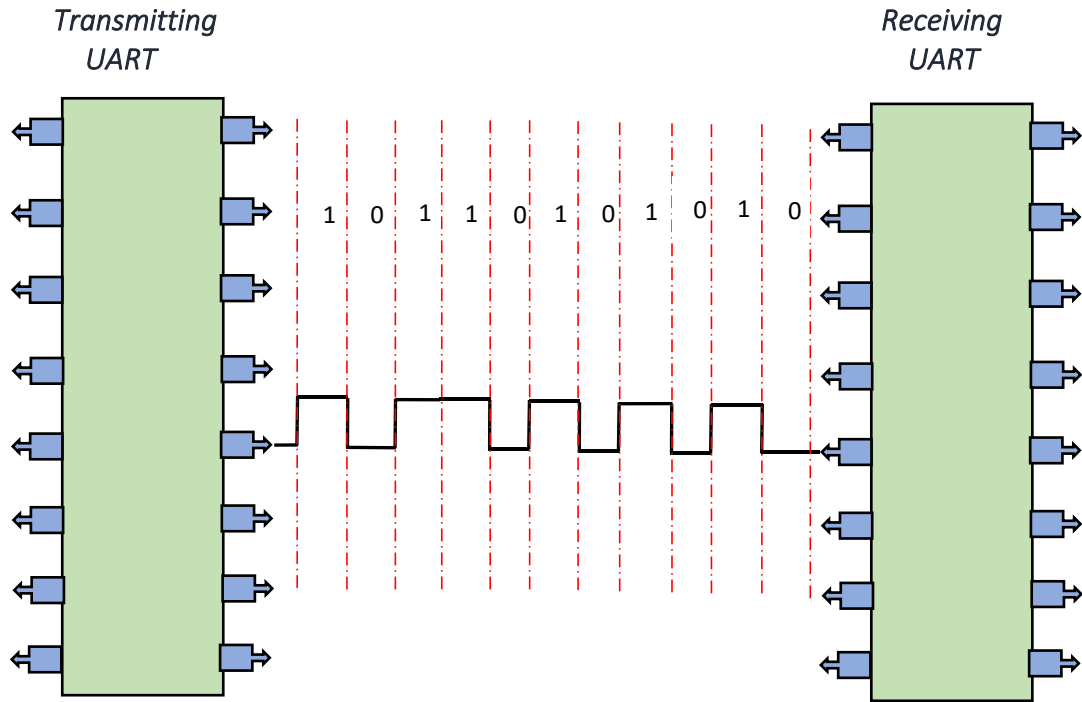 Transmitting
UART
Receiving
UART
1 0 1 1 0 1 0 1 0 1 0